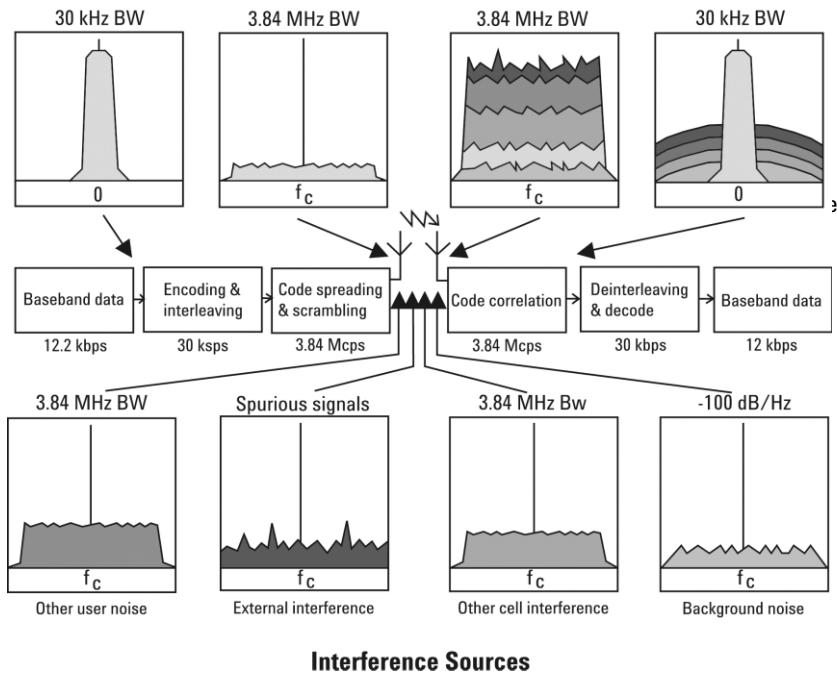 30 kHz BW
3.84 MHz BW
3.84 MHz BW
30 kHz BW
0
f c
f c
0
e
Baseband data
Encoding &
interleaving
Code spreading
& scrambling
Code correlation
Deinterleaving
& decode
Baseband data
12.2 kbps
30 ksps
3.84 Mcps
3.84 Mcps
30 kbps
12 kbps
3.84 MHz BW
Spurious signals
3.84 MHz Bw
-100 dB/Hz
f c
f c
f c
f c
Other user noise
External interference
Other cell interference
Background noise
Interference Sources